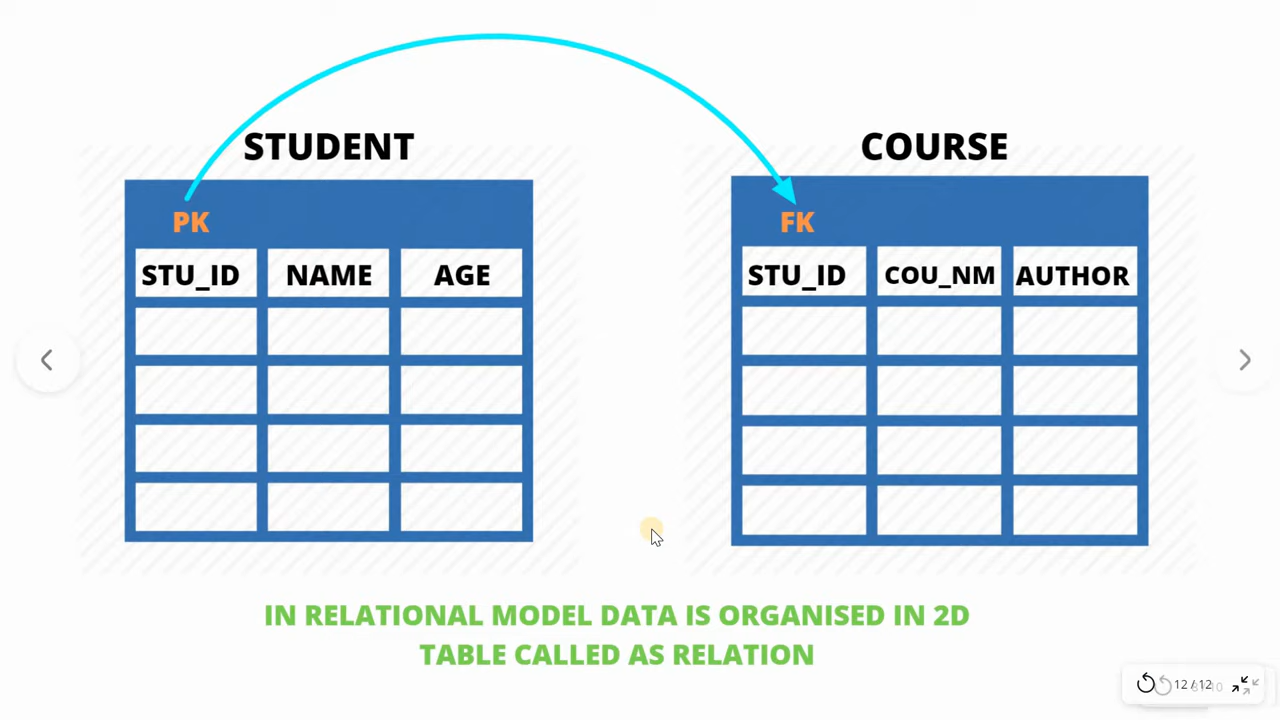 STUDENT
COURSE
PK
FK
STU_ID NAME AGE
STU_ID COU_NM AUTHOR
IN RELATIONAL MODEL DATA IS ORGANISED IN 2D
TABLE CALLED AS RELATION
12 / 12